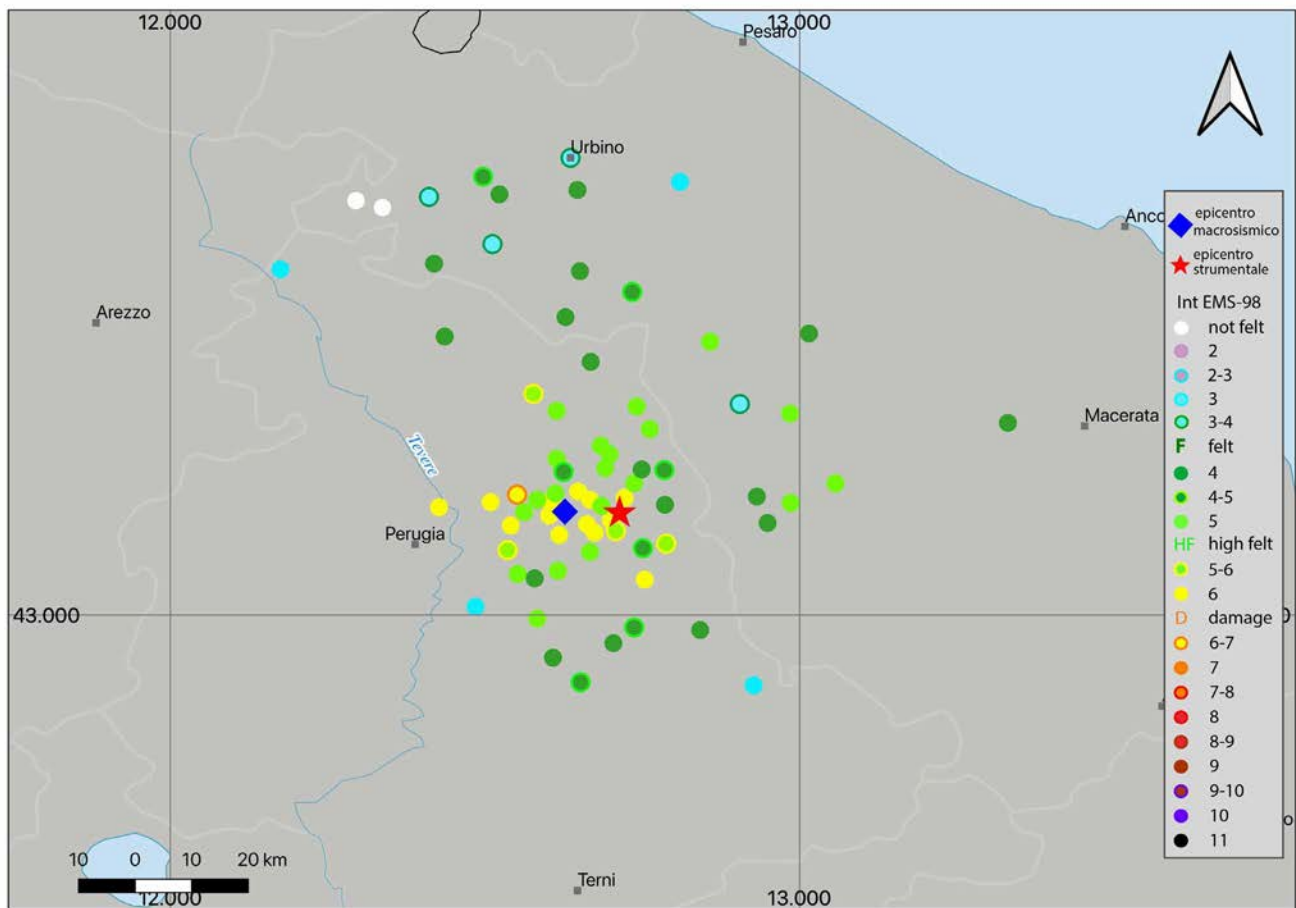 12.000
13.000
Pesaro
Urbino
Anco
epicentro
macrosismico
epicentro
strumentale
Int EMS-98
not felt
2
2-3
3
3-4
F felt
4
4-5
5
HF high felt
5-6
6
D damage
6-7
7
7-8
8
8-9
9
9-10
10
11
Arezzo
Macerata
Tevere
Perugia
43.000
0
o
10 0 10 20 km
Terni
12.000
13.000